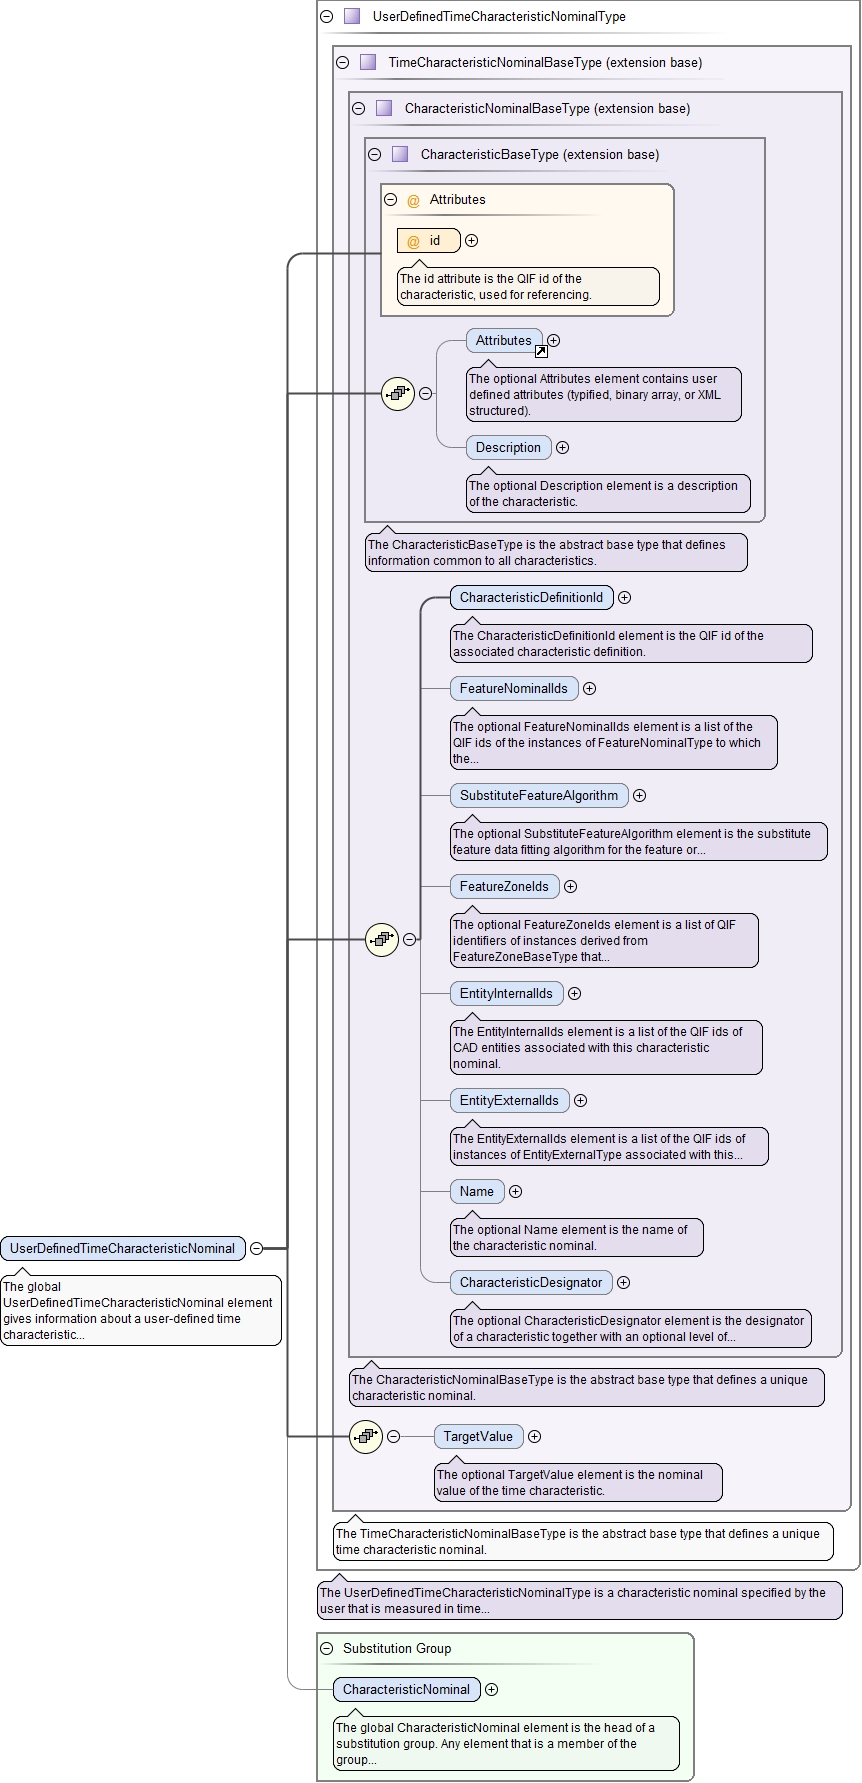 UserDefinedTimeCharacteristicNominalType
TimeCharacteristicNominalBaseType (extension base)
CharacteristicNominalBaseType (extension base)
CharacteristicBaseType (extension base)
@ Attributes
@ id
The id attribute is the QIF id of the
characteristic, used for referencing.
Attributes
The optional Attributes element contains user
defined attributes (typified, binary array, or XML
structured).
Description
The optional Description element is a description
of the characteristic.
The CharacteristicBaseType is the abstract base type that defines
information common to all characteristics.
CharacteristicDefinitionId
The CharacteristicDefinitionId element is the QIF id of the
associated characteristic definition.
FeatureNominalIds
The optional FeatureNominalIds element is a list of the
QIF ids of the instances of FeatureNominalType to which
the...
SubstituteFeatureAlgorithm
The optional SubstituteFeatureAlgorithm element is the substitute
feature data fitting algorithm for the feature or...
FeatureZoneIds
The optional FeatureZoneIds element is a list of QIF
identifiers of instances derived from
FeatureZoneBaseType that...
EntityInternalIds
The EntityInternalIds element is a list of the QIF ids of
CAD entities associated with this characteristic
nominal.
EntityExternalIds
The EntityExternalIds element is a list of the QIF ids of
instances of EntityExternalType associated with this...
Name
The optional Name element is the name of
the characteristic nominal.
UserDefinedTimeCharacteristicNominal
The global
UserDefinedTimeCharacteristicNominal element
gives information about a user-defined time
characteristic...
CharacteristicDesignator
The optional CharacteristicDesignator element is the designator
of a characteristic together with an optional level of...
The CharacteristicNominalBaseType is the abstract base type that defines a unique
characteristic nominal.
TargetValue
The optional TargetValue element is the nominal
value of the time characteristic.
The TimeCharacteristicNominalBaseType is the abstract base type that defines a unique
time characteristic nominal.
The UserDefinedTimeCharacteristicNominalType is a characteristic nominal specified by the
user that is measured in time...
Substitution Group
CharacteristicNominal
The global CharacteristicNominal element is the head of a
substitution group. Any element that is a member of the
group...